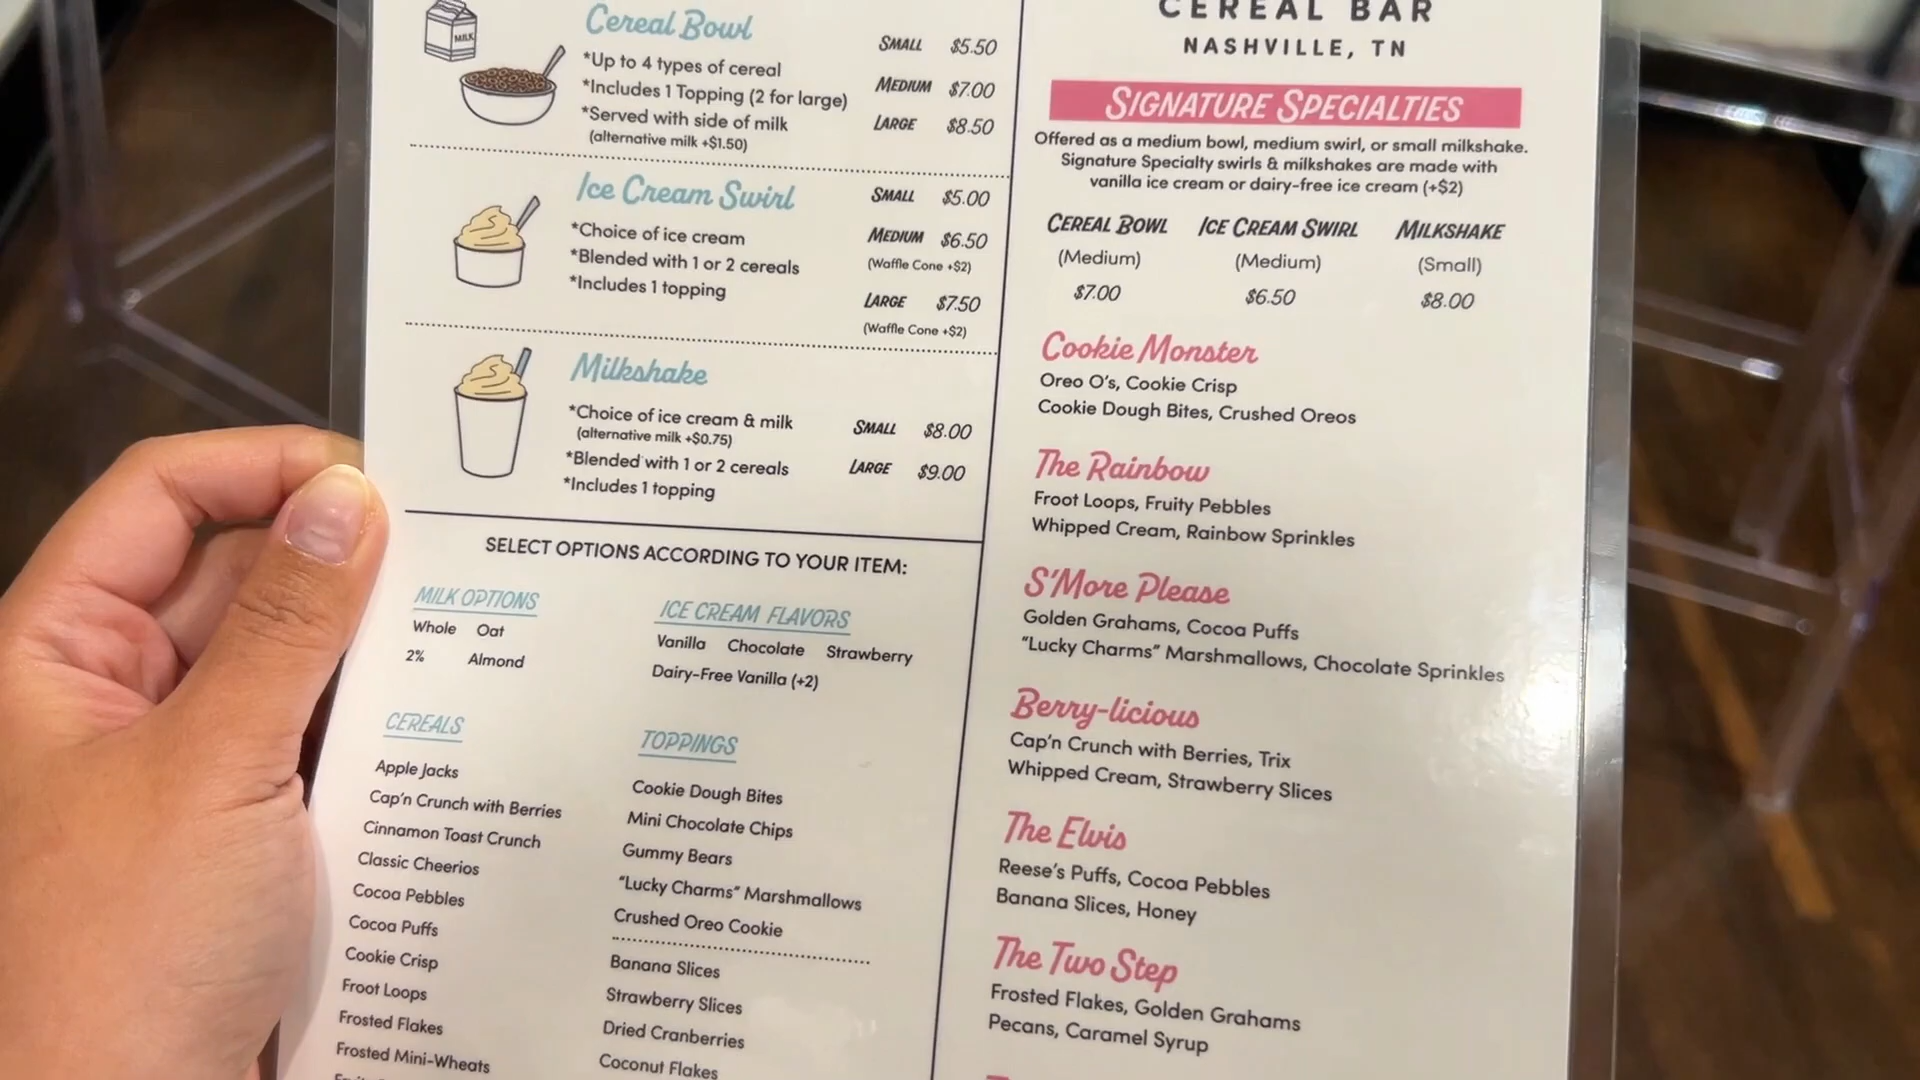 MILK
Cereal Bowl
*Up to 4 types of cereal
*Includes 1 Topping (2 for large)
*Served with side of milk
(alternative milk +$1.50)
SMALL $5.50
MEDIUM $7.00
LARGE $8.50
Ice Cream Swirl
*Choice of ice cream
*Blended with 1 or 2 cereals
*Includes 1 topping
SMALL $5.00
MEDIUM $6.50
(Waffle Cone +$2)
LARGE $7.50
(Waffle Cone +$2)
Milkshake
*Choice of ice cream & milk
(alternative milk +$0.75)
*Blended with 1 or 2 cereals
*Includes 1 topping
SMALL $8.00
LARGE $9.00
SELECT OPTIONS ACCORDING TO YOUR ITEM:
MILK OPTIONS
Whole Oat
2% Almond
ICE CREAM FLAVORS
Vanilla Chocolate Strawberry
Dairy-Free Vanilla (+2)
CEREALS
Apple Jacks
Cap'n Crunch with Berries
Cinnamon Toast Crunch
Classic Cheerios
Cocoa Pebbles
Cocoa Puffs
Cookie Crisp
Froot Loops
Frosted Flakes
Frosted Mini-Wheats
TOPPINGS
Cookie Dough Bites
Mini Chocolate Chips
Gummy Bears
"Lucky Charms" Marshmallows
Crushed Oreo Cookie
Banana Slices
Strawberry Slices
Dried Cranberries
Coconut Flakes
CEREAL BAR
NASHVILLE, TN
SIGNATURE SPECIALTIES
Offered as a medium bowl, medium swirl, or small milkshake.
Signature Specialty swirls & milkshakes are made with
vanilla ice cream or dairy-free ice cream (+$2)
CEREAL BOWL ICE CREAM SWIRL MILKSHAKE
(Medium) (Medium) (Small)
$7.00 $6.50 $8.00
Cookie Monster
Oreo O's, Cookie Crisp
Cookie Dough Bites, Crushed Oreos
The Rainbow
Froot Loops, Fruity Pebbles
Whipped Cream, Rainbow Sprinkles
S'More Please
Golden Grahams, Cocoa Puffs
"Lucky Charms" Marshmallows, Chocolate Sprinkles
Berry-licious
Cap'n Crunch with Berries, Trix
Whipped Cream, Strawberry Slices
The Elvis
Reese's Puffs, Cocoa Pebbles
Banana Slices, Honey
The Two Step
Frosted Flakes, Golden Grahams
Pecans, Caramel Syrup